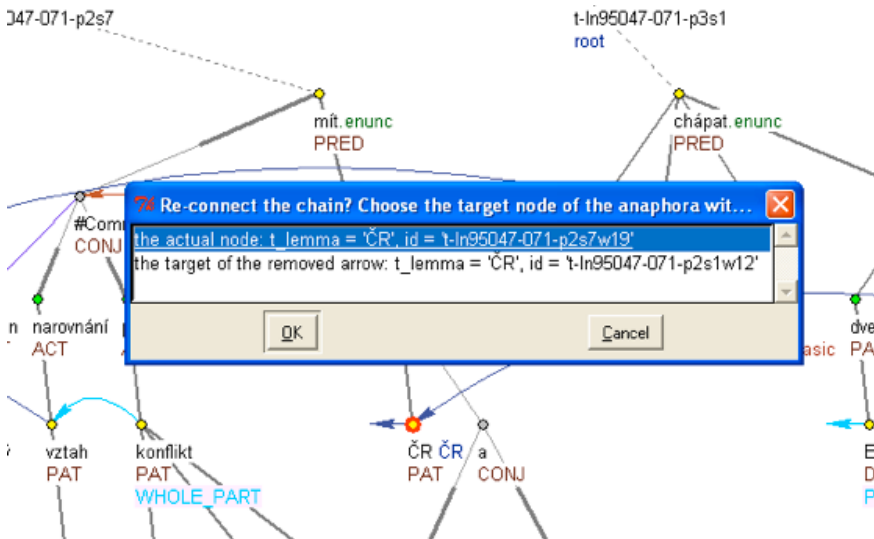 047-071-p2s7
t-ln95047-071-p3s1
root
mít.enunc
PRED
chápat.enunc
PRED
Re-connect the chain? Choose the target node of the anaphora wit...
#Com
CONJ
the actual node: t_lemma = 'ČR', id = 't-ln95047-071-p2s7w19'
the target of the removed arrow: t_lemma = 'ČR', id = 't-ln95047-071-p2s1w12'
OK
Cancel
n narovnání
ACT
dve
asic PA
vztah
PAT
konflikt
PAT
WHOLE_PART
ČR ČR
PAT
a
CONJ
E
D
P